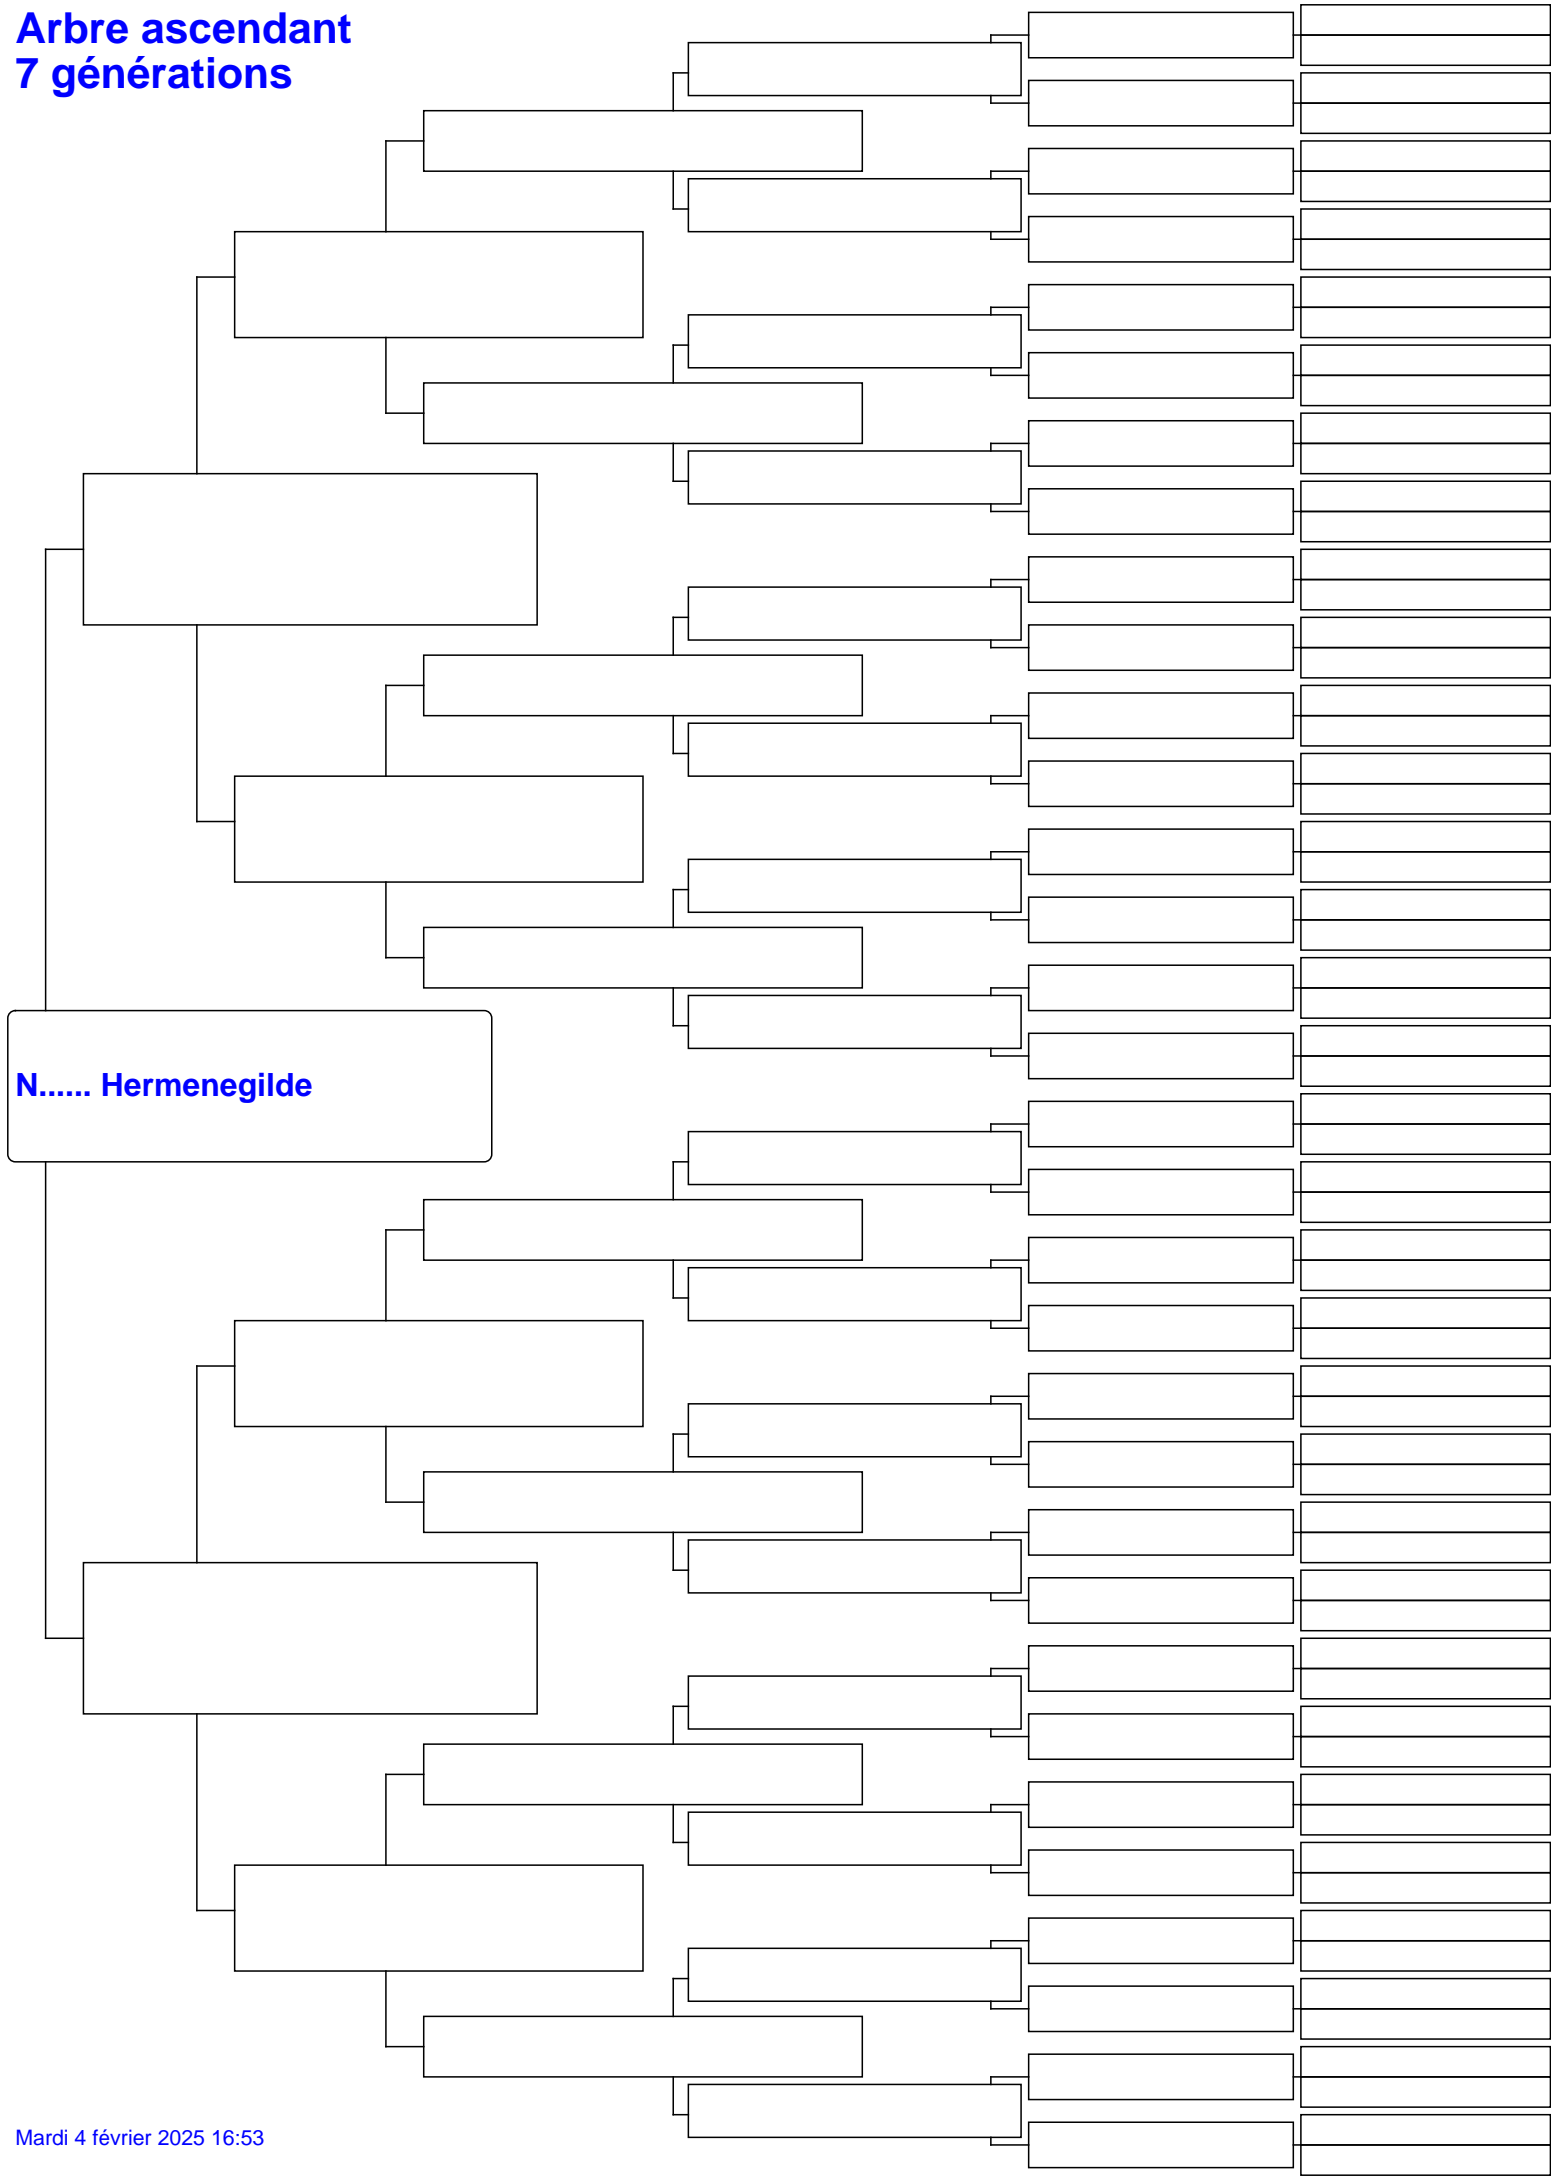 Arbre ascendant
7 générations
N...... Hermenegilde
Mardi 4 février 2025 16:53